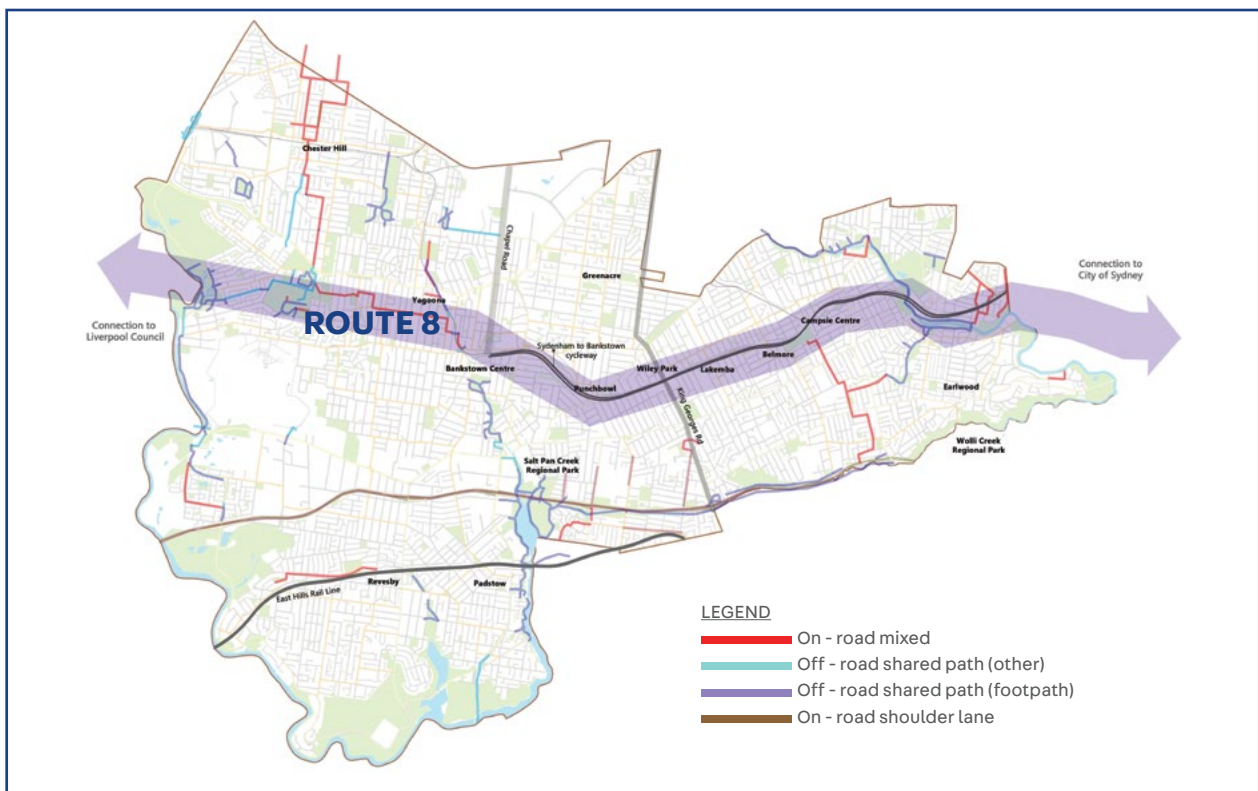 Chester Hill
Chapel Road
Greenacre
Connection to
City of Sydney
Yagoona
ROUTE 8
Connection to
Liverpool Council
Campsie Centre
Sydenham to Bankstown
cycleway
Belmore
Bankstown Centre
Wiley Park
Lakemba
Punchbowl
King Georges Rd
Earlwood
Wolli Creek
Regional Park
Salt Pan Creek
Regional Park
Revesby
Padstow
East Hills Rail Line
LEGEND
On - road mixed
Off - road shared path (other)
Off - road shared path (footpath)
On - road shoulder lane